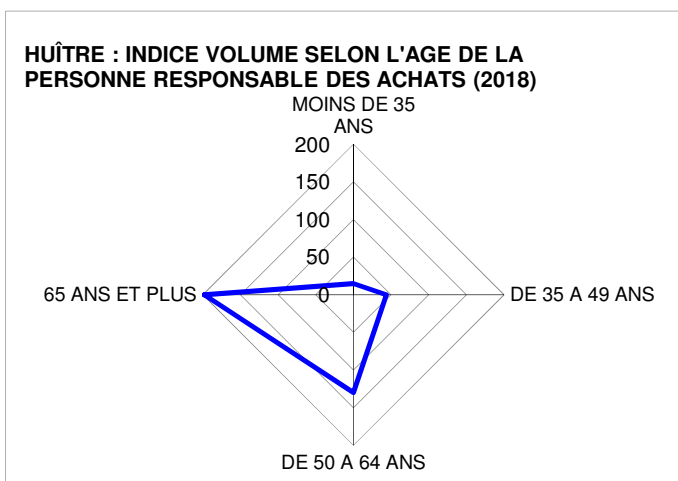 HUÎTRE : INDICE VOLUME SELON L'AGE DE LA
PERSONNE RESPONSABLE DES ACHATS (2018)
MOINS DE 35
ANS
200
150
100
50
0
65 ANS ET PLUS
DE 35 A 49 ANS
DE 50 A 64 ANS